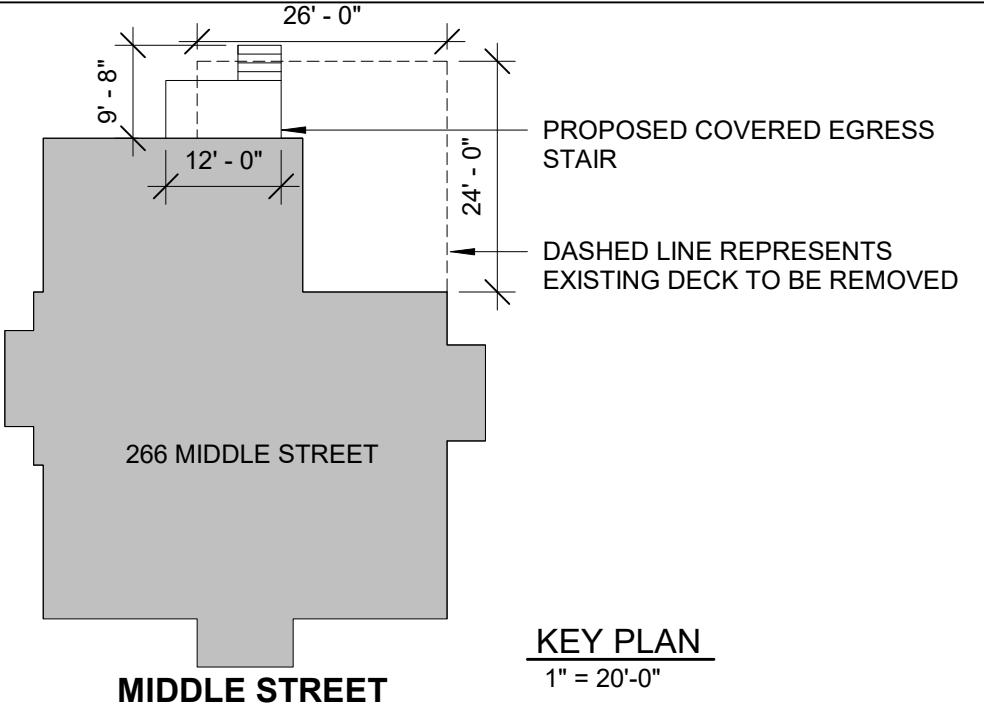 26' - 0"
9' - 8"
PROPOSED COVERED EGRESS
STAIR
12' - 0"
24' - 0"
DASHED LINE REPRESENTS
EXISTING DECK TO BE REMOVED
266 MIDDLE STREET
KEY PLAN
1" = 20'-0"
MIDDLE STREET